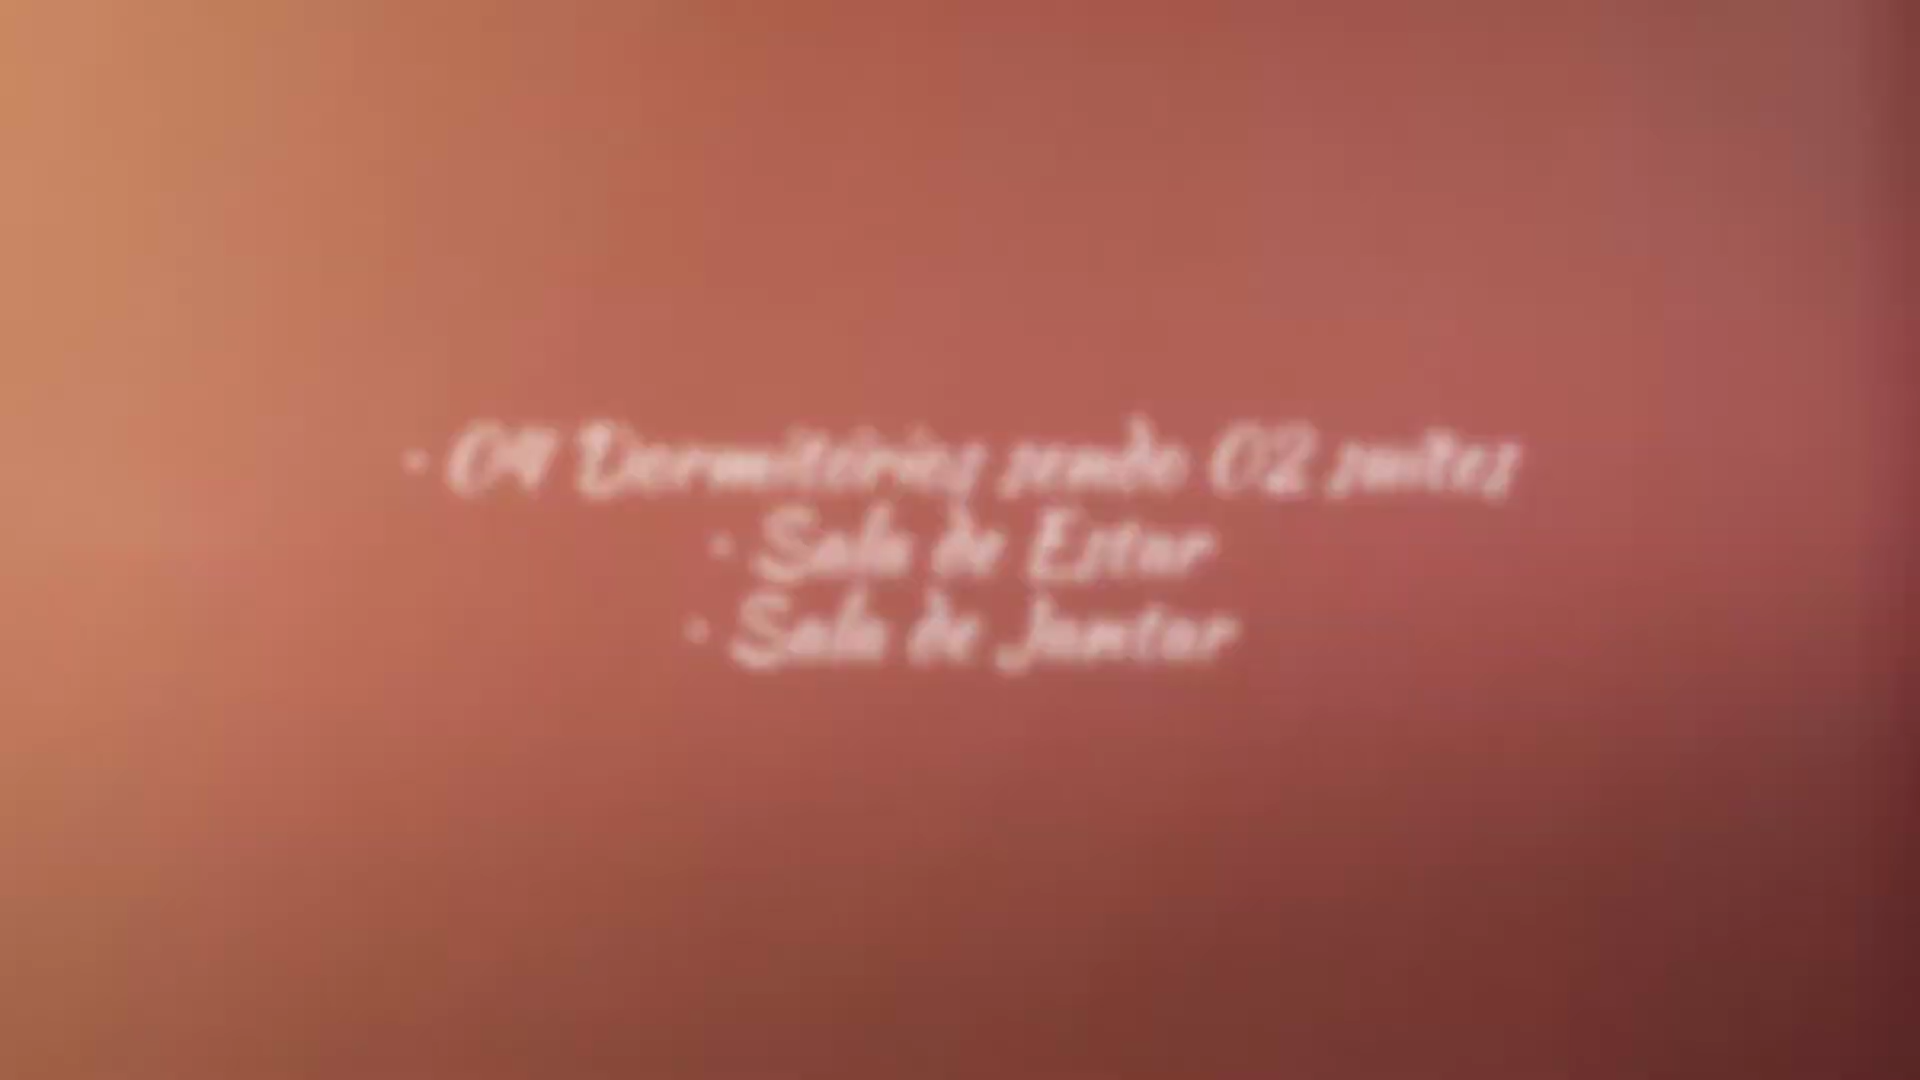 • 04 Dormitórios sendo 02 suítes
• Sala de Estar
• Sala de Jantar